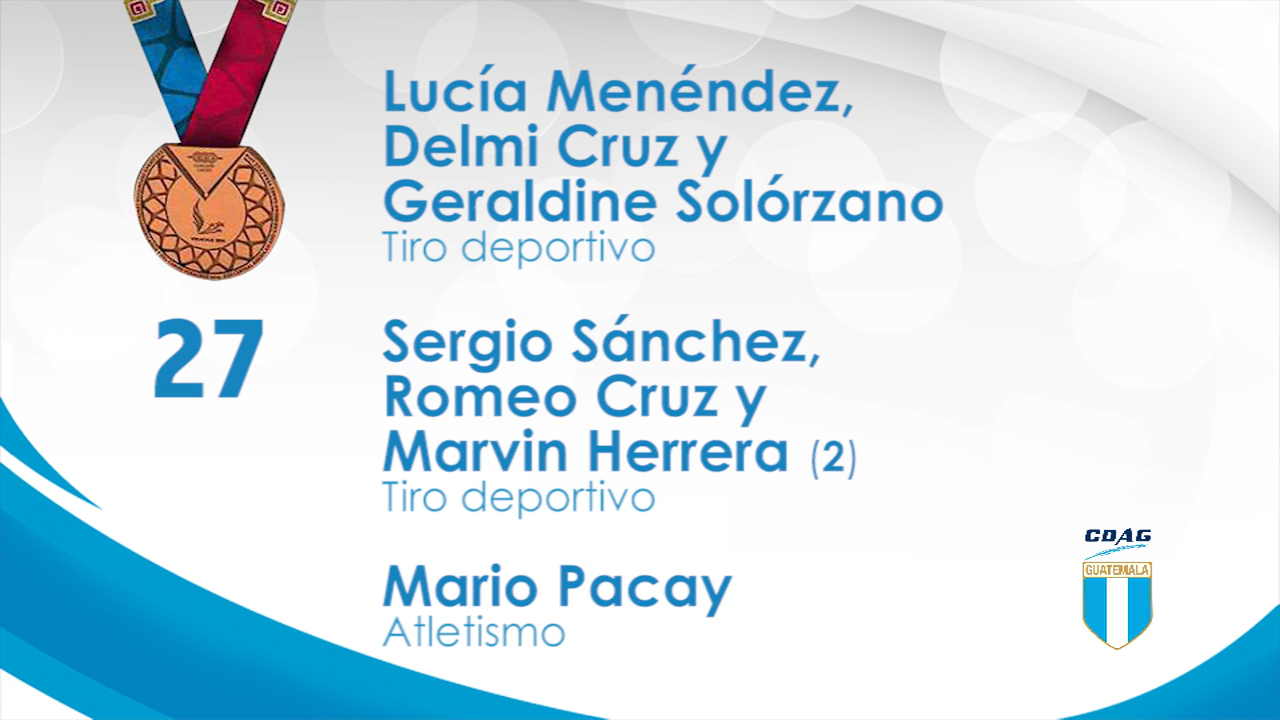 Lucía Menéndez,
Delmi Cruz y
Geraldine Solórzano
Tiro deportivo
27
Sergio Sánchez,
Romeo Cruz y
Marvin Herrera (2)
Tiro deportivo
Mario Pacay
Atletismo
CDAG
GUATEMALA